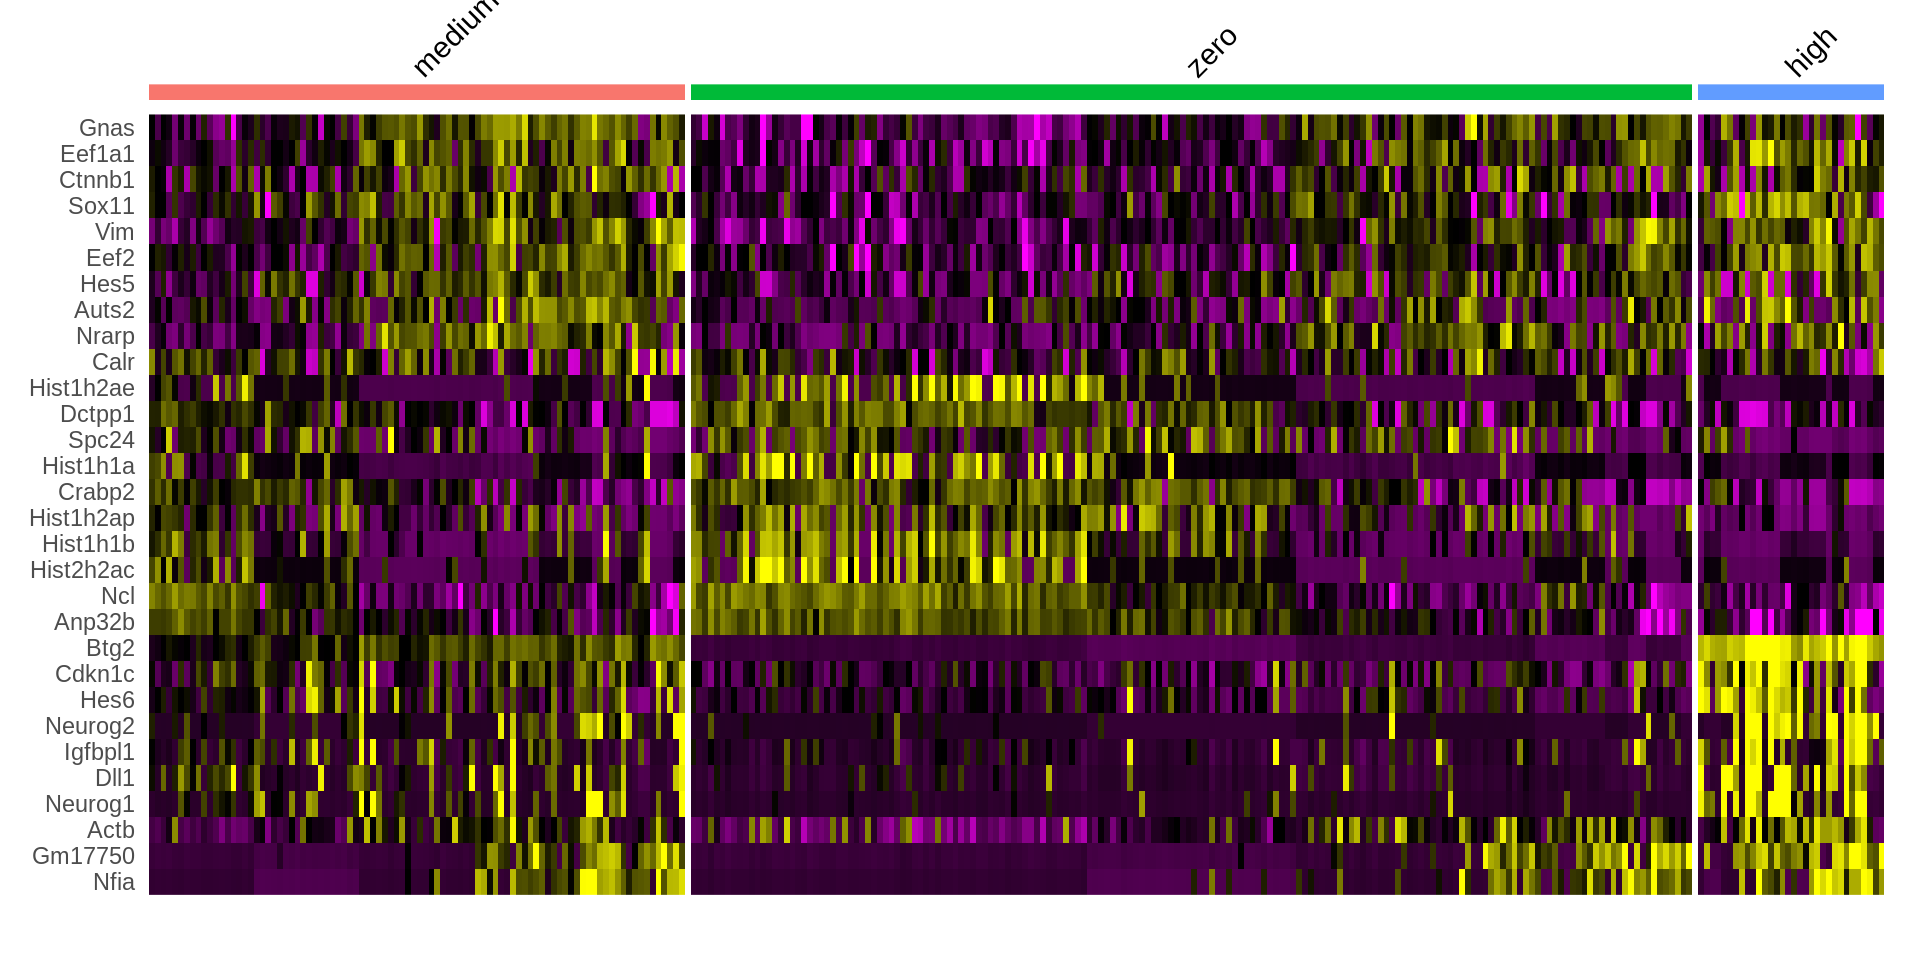 medium
zero
high
Gnas
Eef1a1
Ctnnb1
Sox11
Vim
Eef2
Hes5
Auts2
Nrarp
Calr
Hist1h2ae
Dctpp1
Spc24
Hist1h1a
Crabp2
Hist1h2ap
Hist1h1b
Hist2h2ac
Ncl
Anp32b
Btg2
Cdkn1c
Hes6
Neurog2
Igfbpl1
Dll1
Neurog1
Actb
Gm17750
Nfia